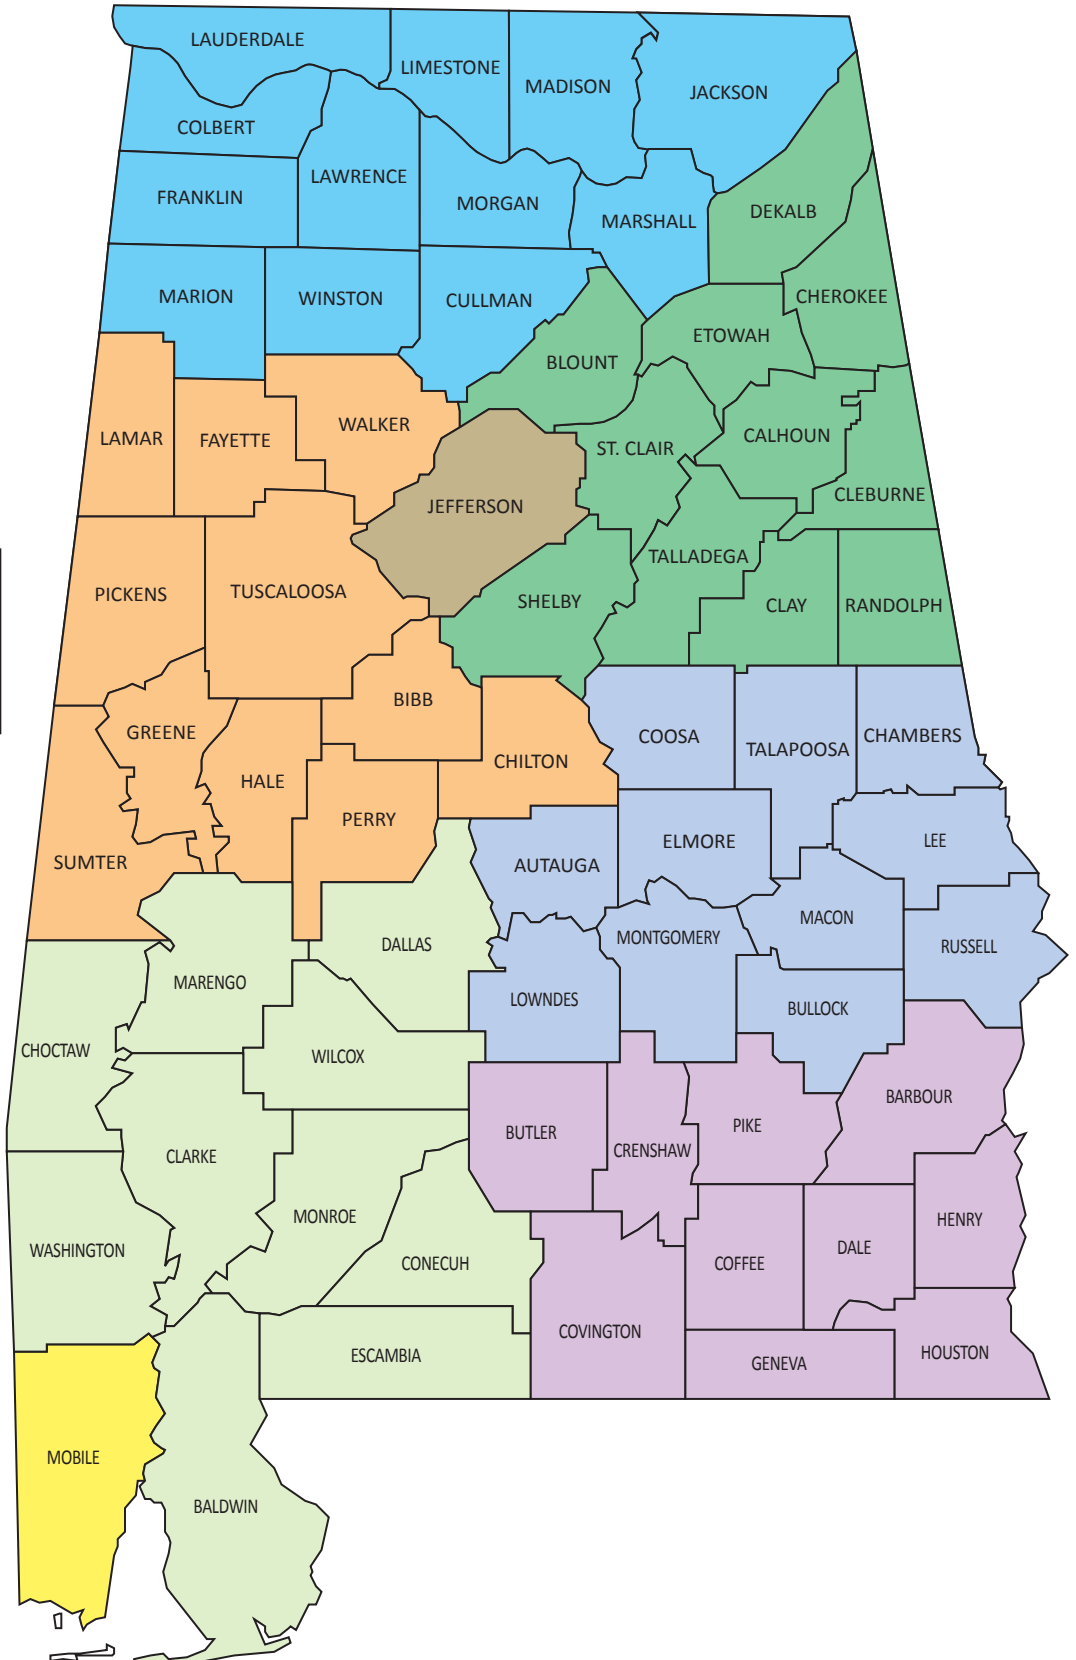 LAUDERDALE
LIMESTONE
MADISON
JACKSON
COLBERT
LAWRENCE
FRANKLIN
MORGAN
MARSHALL
DEKALB
MARION
WINSTON
CULLMAN
CHEROKEE
ETOWAH
BLOUNT
LAMAR
FAYETTE
WALKER
ST. CLAIR
CALHOUN
CLEBURNE
JEFFERSON
TALLADEGA
PICKENS
TUSCALOOSA
SHELBY
CLAY
RANDOLPH
BIBB
GREENE
COOSA
TALAPOOSA
CHAMBERS
HALE
CHILTON
PERRY
ELMORE
LEE
SUMTER
AUTAUGA
MACON
DALLAS
MONTGOMERY
RUSSELL
MARENGO
LOWNDES
BULLOCK
CHOCTAW
WILCOX
BARBOUR
BUTLER
PIKE
CLARKE
CRENSHAW
MONROE
HENRY
WASHINGTON
CONECUH
COFFEE
DALE
COVINGTON
ESCAMBIA
GENEVA
HOUSTON
MOBILE
BALDWIN